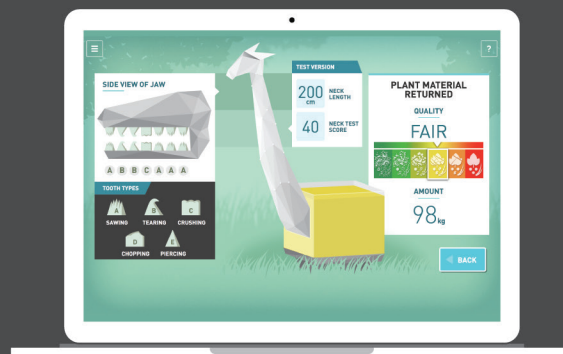 ?
SIDE VIEW OF JAW
A B B C A A A
TOOTH TYPES
A
SAWING
B
TEARING
C
CRUSHING
D
CHOPPING
E
PIERCING
TEST VERSION
200
cm
NECK
LENGTH
40
NECK TEST
SCORE
PLANT MATERIAL
RETURNED
QUALITY
FAIR
AMOUNT
98kg
BACK